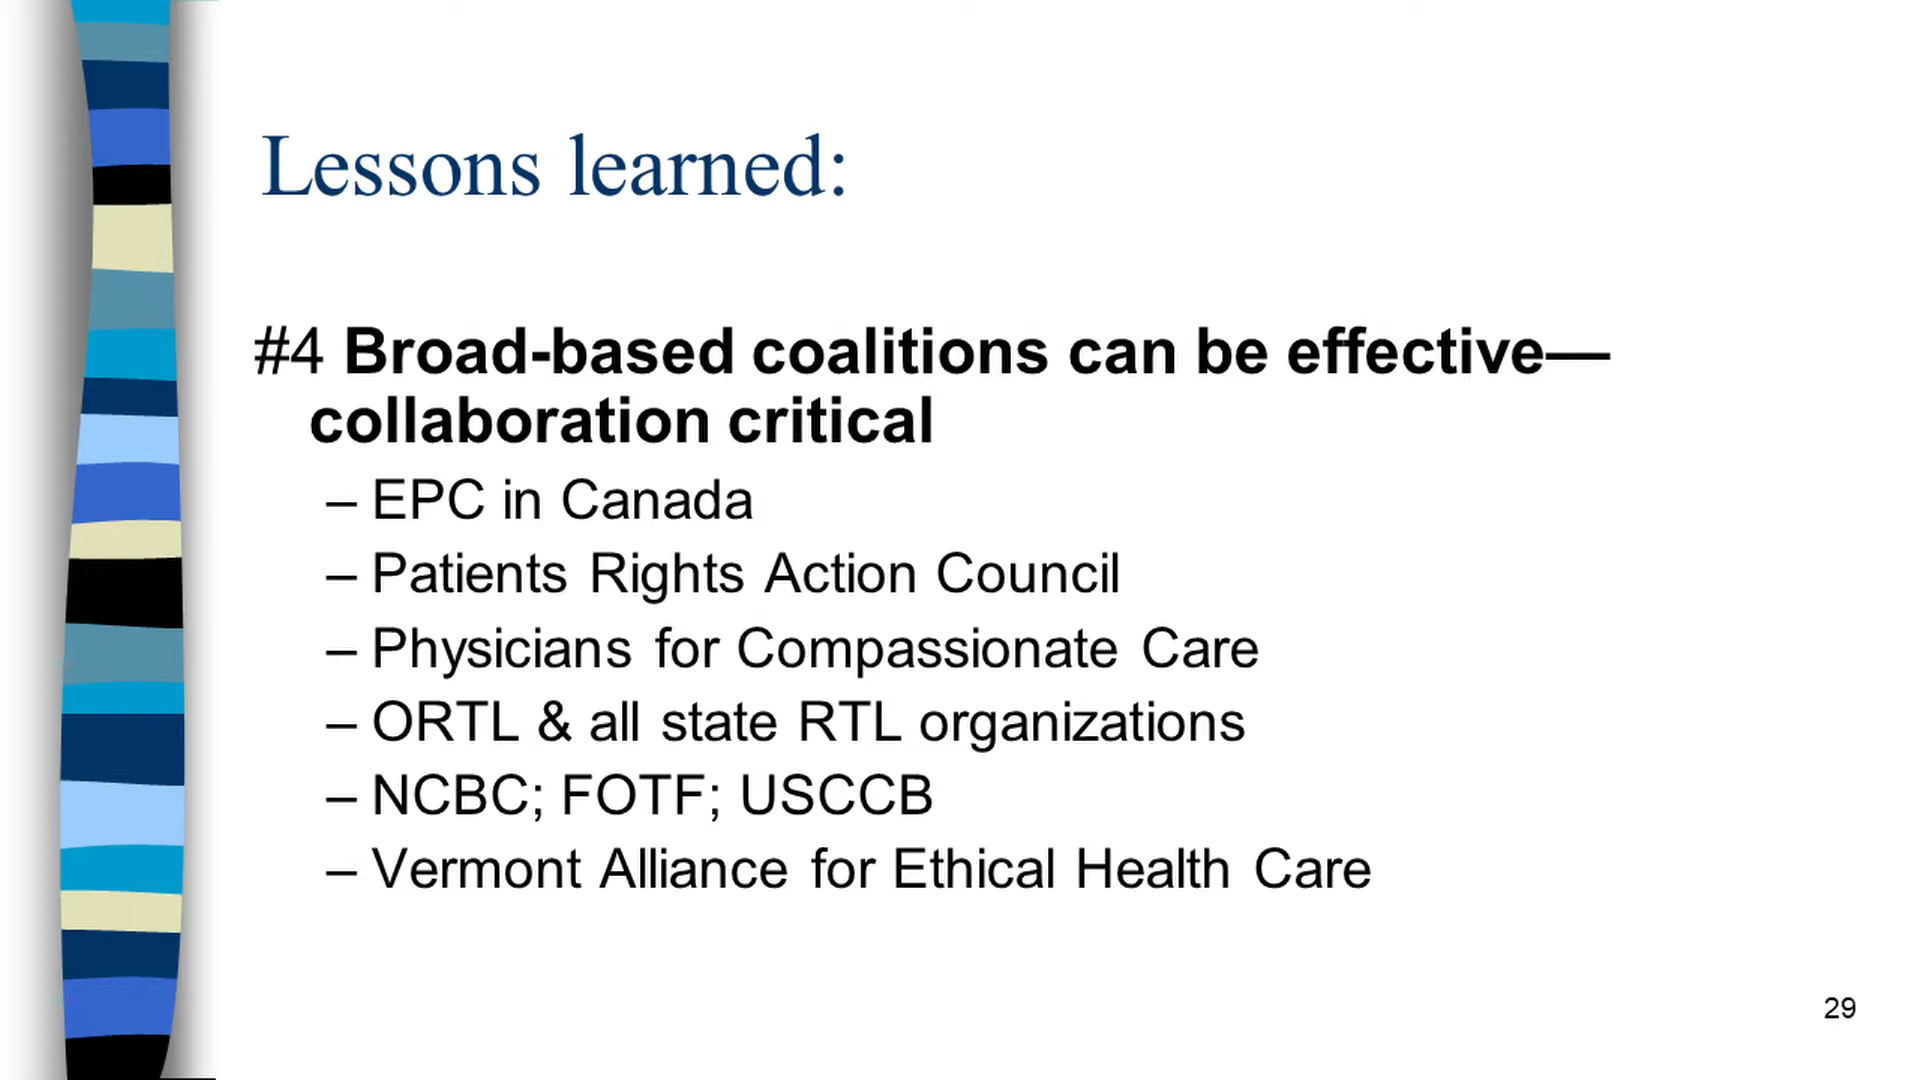 Lessons learned:
#4 Broad-based coalitions can be effective—
collaboration critical
– EPC in Canada
– Patients Rights Action Council
– Physicians for Compassionate Care
– ORTL & all state RTL organizations
– NCBC; FOTF; USCCB
– Vermont Alliance for Ethical Health Care
29